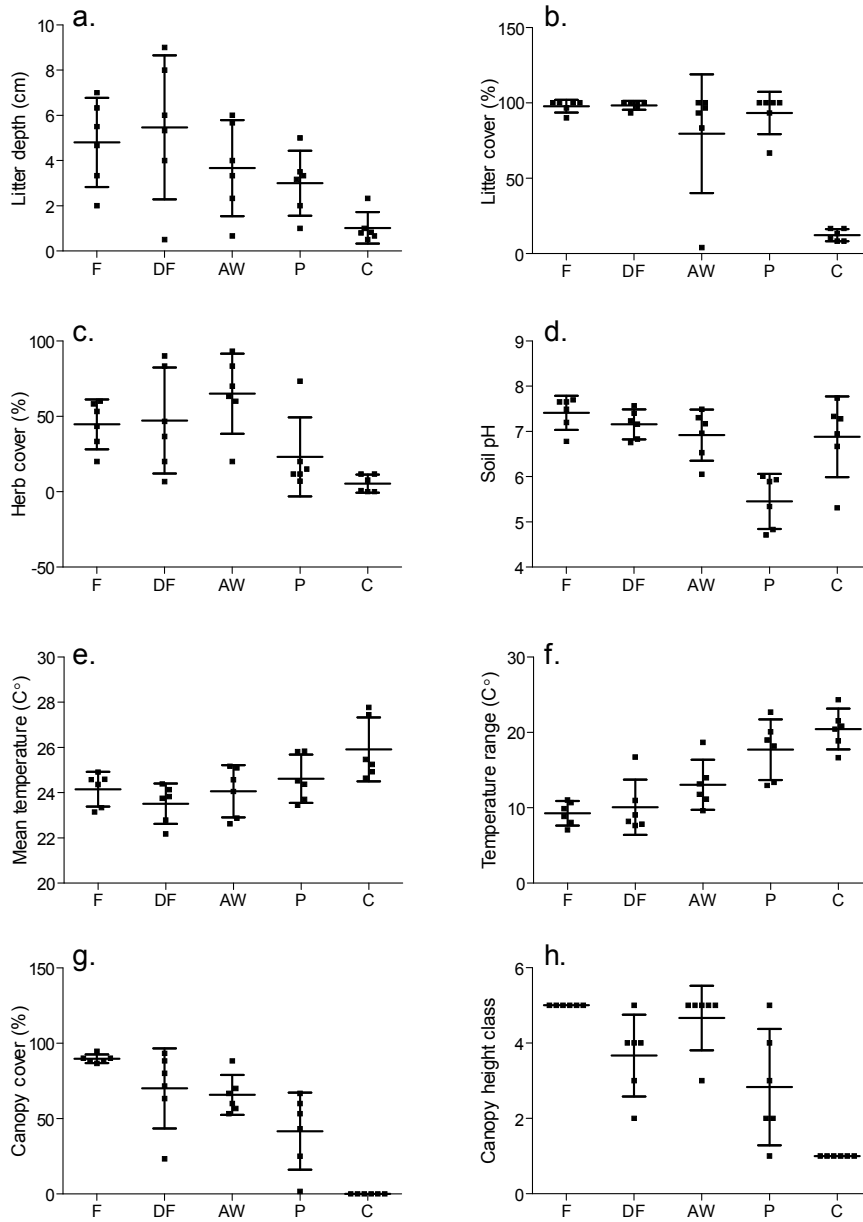 a.
Litter depth (cm)
10
8
6
4
2
0
F DF AW P C
b.
Litter cover (%)
150
100
50
0
F DF AW P C
c.
Herb cover (%)
100
50
0
-50
F DF AW P C
d.
Soil pH
9
8
7
6
5
4
F DF AW P C
e.
Mean temperature (C°)
30
28
26
24
22
20
F DF AW P C
f.
Temperature range (C°)
30
20
10
0
F DF AW P C
g.
Canopy cover (%)
150
100
50
0
F DF AW P C
h.
Canopy height class
6
4
2
0
F DF AW P C